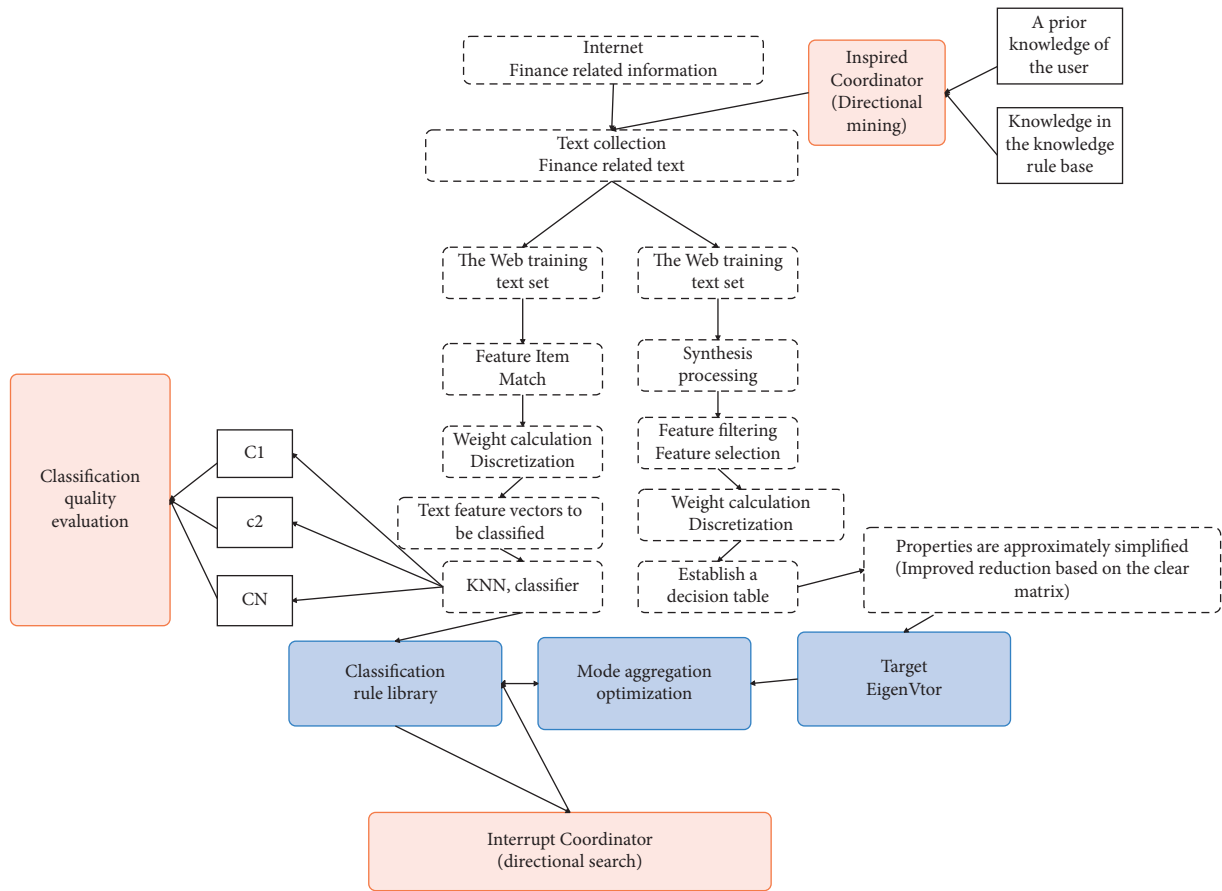 Internet
Finance related information
Inspired
Coordinator
(Directional
mining)
A prior
knowledge of
the user
Knowledge in
the knowledge
rule base
Text collection
Finance related text
The Web training
text set
The Web training
text set
Feature Item
Match
Synthesis
processing
Weight calculation
Discretization
Feature filtering
Feature selection
Classification
quality
evaluation
C1
c2
CN
Text feature vectors to
be classified
Weight calculation
Discretization
KNN, classifier
Establish a
decision table
Properties are approximately simplified
(Improved reduction based on the clear
matrix)
Classification
rule library
Mode aggregation
optimization
Target
EigenVtor
Interrupt Coordinator
(directional search)